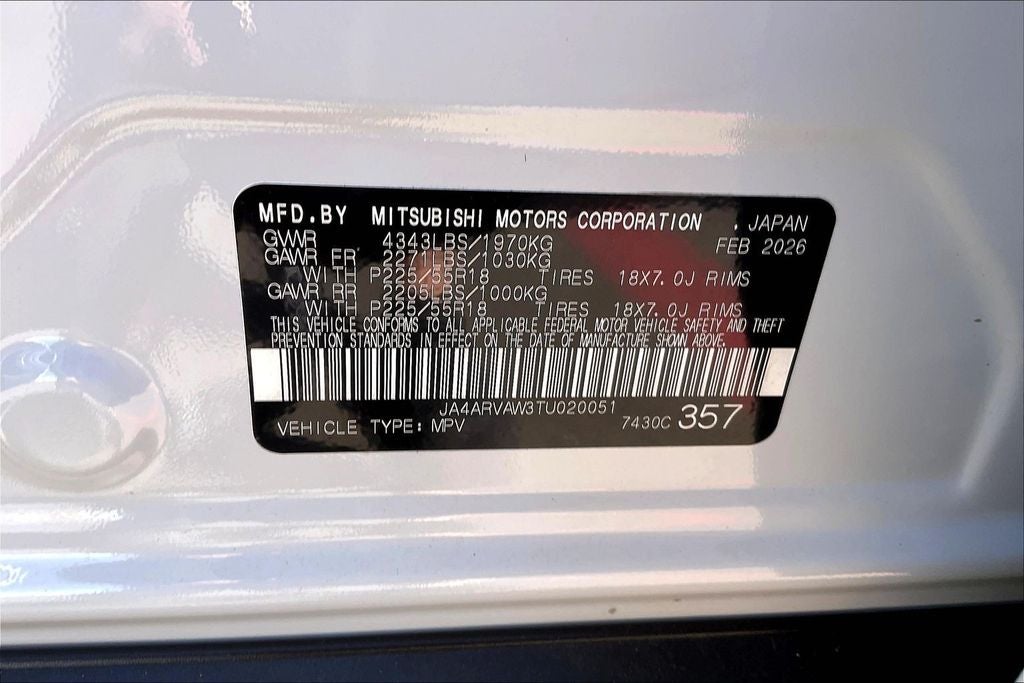 MFD.BY MITSUBISHI MOTORS CORPORATION . JAPAN
GVWR 4343LBS/1970KG FEB 2026
GAWR FR 2271LBS/1030KG
WITH P225/55R18 TIRES 18X7.0J RIMS
GAWR RR 2205LBS/1000KG
WITH P225/55R18 TIRES 18X7.0J RIMS
THIS VEHICLE CONFORMS TO ALL APPLICABLE FEDERAL MOTOR VEHICLE SAFETY AND THEFT
PREVENTION STANDARDS IN EFFECT ON THE DATE OF MANUFACTURE SHOWN ABOVE.
JA4ARVAW3TU020051
VEHICLE TYPE: MPV 7430C 357